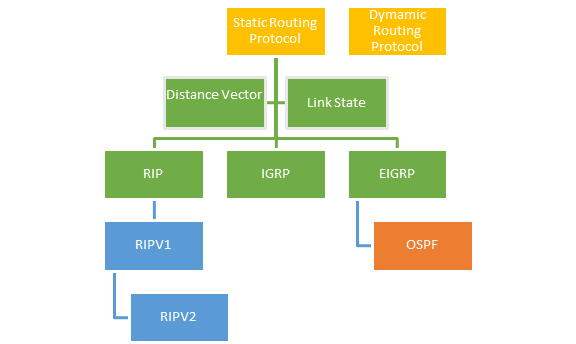 Static Routing
Protocol
Dymamic
Routing
Protocol
Distance Vector
Link State
RIP
IGRP
EIGRP
RIPV1
OSPF
RIPV2